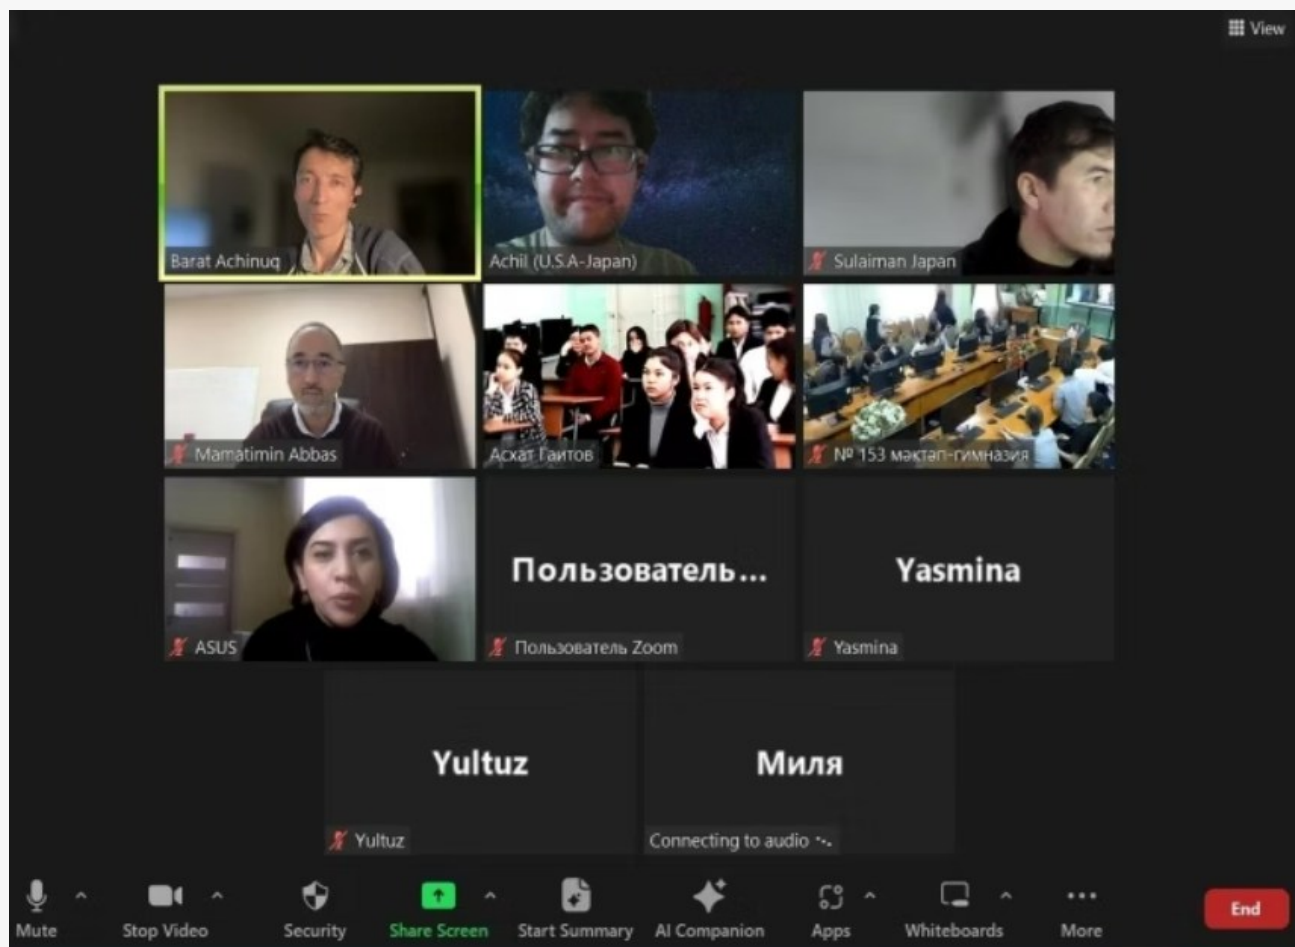 View
Barat Achinuq
Achil (U.S.A-Japan)
Sulaiman Japan
Mamatimin Abbas
Асхат Гаитов
№ 153 мәктәп-гимназия
ASUS
Пользователь...
Пользователь Zoom
Yasmina
Yasmina
Yultuz
Yultuz
Миля
Connecting to audio
Mute
Stop Video
Security
Share Screen
Start Summary
AI Companion
Apps
Whiteboards
More
End